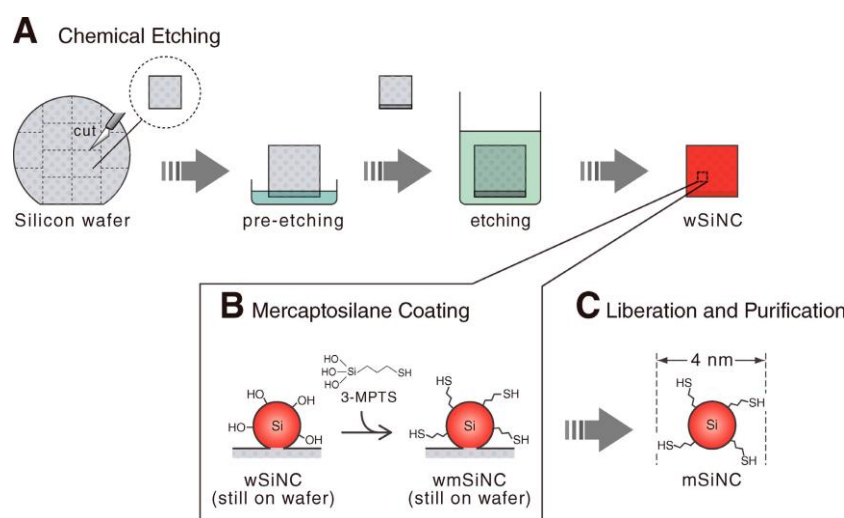 A Chemical Etching
cut
Silicon wafer
pre-etching
etching
wSiNC
B Mercaptosilane Coating
HO
OH
HO
Si
OH
wSiNC
(still on wafer)
HO
HO
Si
HO
SH
3-MPTS
HS
SH
Si
HS
SH
wmSiNC
(still on wafer)
C Liberation and Purification
4 nm
HS
SH
Si
HS
SH
mSiNC